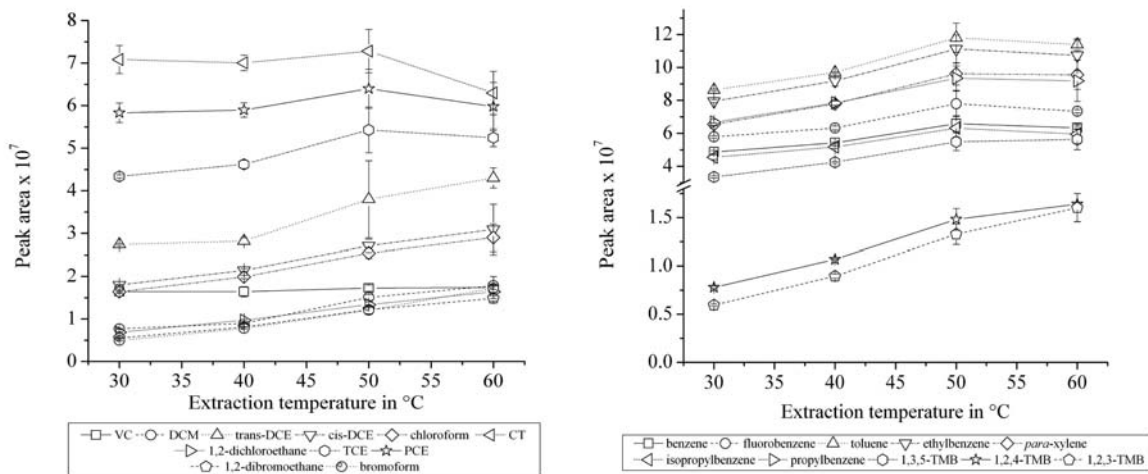 8
7
6
5
4
3
2
1
0
Peak area x 10⁷
30 35 40 45 50 55 60
Extraction temperature in °C
VC DCM trans-DCE cis-DCE chloroform CT
1,2-dichloroethane TCE PCE
1,2-dibromoethane bromoform
12
10
8
6
4
1.5
1.0
0.5
0.0
Peak area x 10⁷
30 35 40 45 50 55 60
Extraction temperature in °C
benzene fluorobenzene toluene ethylbenzene para-xylene
isopropylbenzene propylbenzene 1,3,5-TMB 1,2,4-TMB 1,2,3-TMB